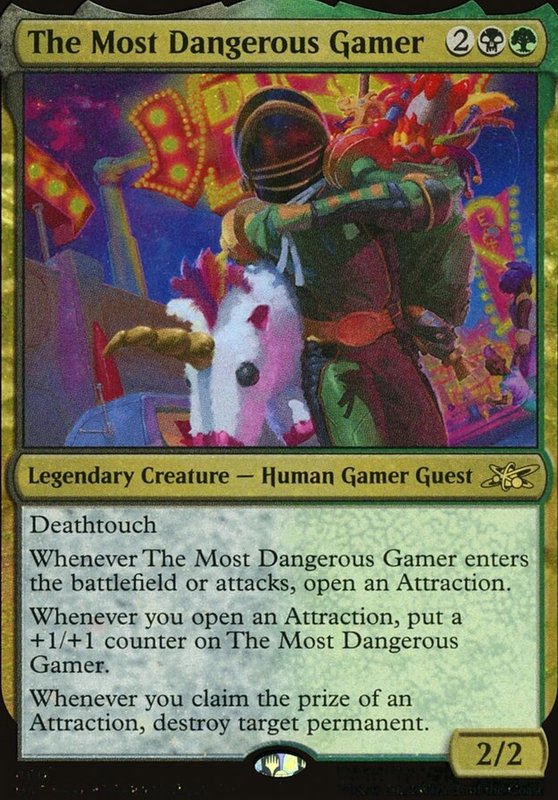 The Most Dangerous Gamer 2
Legendary Creature — Human Gamer Guest
Deathtouch
Whenever The Most Dangerous Gamer enters
the battlefield or attacks, open an Attraction.
Whenever you open an Attraction, put a
+1/+1 counter on The Most Dangerous
Gamer.
Whenever you claim the prize of an
Attraction, destroy target permanent.
2/2